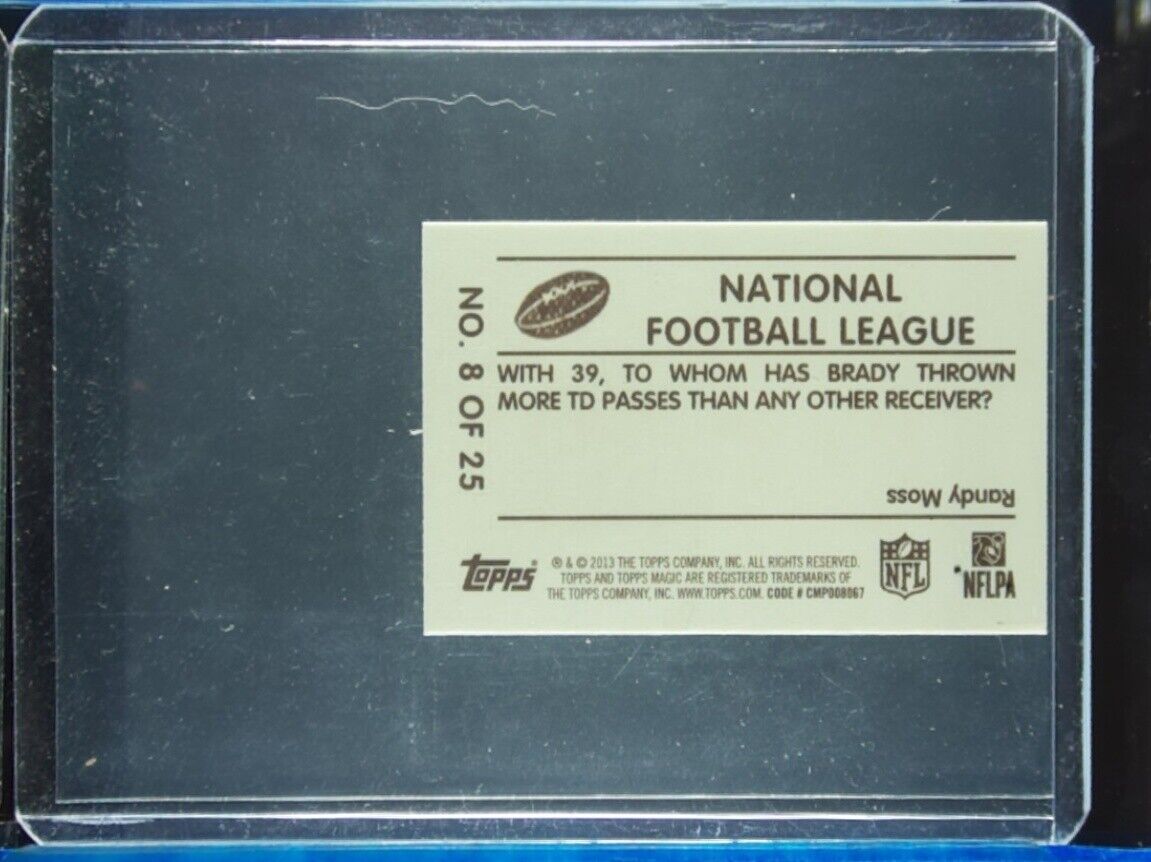 NATIONAL
FOOTBALL LEAGUE
NO. 8 OF 25
WITH 39, TO WHOM HAS BRADY THROWN
MORE TD PASSES THAN ANY OTHER RECEIVER?
Randy Moss
TOPPS
® & © 2013 THE TOPPS COMPANY, INC. ALL RIGHTS RESERVED.
TOPPS AND TOPPS MAGIC ARE REGISTERED TRADEMARKS OF
THE TOPPS COMPANY, INC. WWW.TOPPS.COM. CODE # CMP008067
NFL
NFLPA